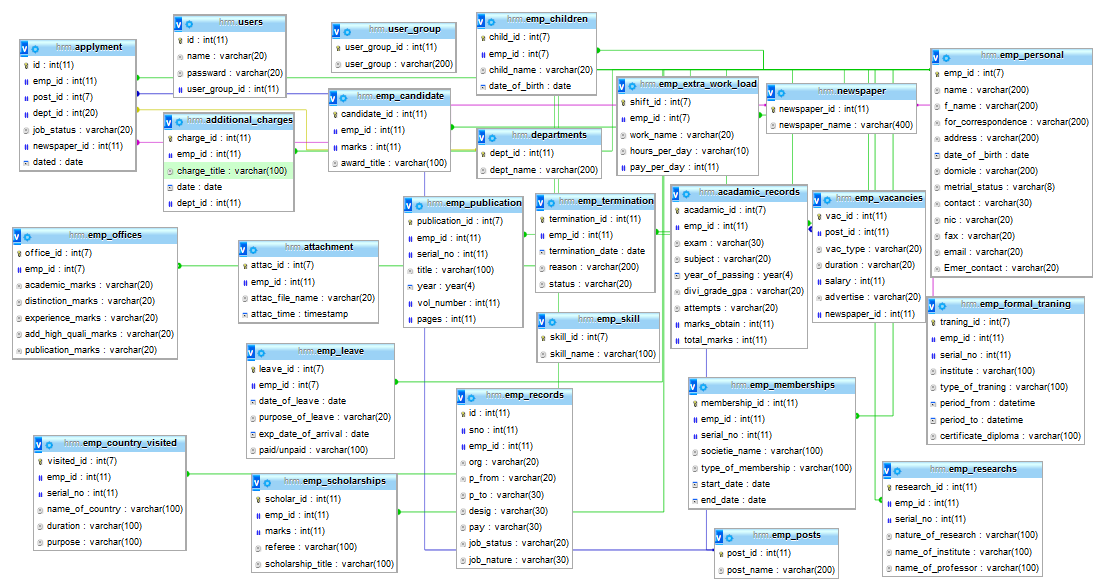 hrm.applyment
id : int(11)
emp_id : int(11)
post_id : int(7)
dept_id : int(20)
job_status : varchar(20)
newspaper_id : int(11)
dated : date
hrm.users
id : int(11)
name : varchar(20)
passward : varchar(20)
user_group_id : int(11)
hrm.user_group
user_group_id : int(11)
user_group : varchar(200)
hrm.emp_children
child_id : int(7)
emp_id : int(7)
child_name : varchar(20)
date_of_birth : date
hrm.emp_personal
emp_id : int(7)
name : varchar(200)
f_name : varchar(200)
for_correspondence : varchar(200)
address : varchar(200)
date_of_birth : date
domicle : varchar(200)
metrial_status : varchar(8)
contact : varchar(30)
nic : varchar(20)
fax : varchar(20)
email : varchar(20)
Emer_contact : varchar(20)
hrm.additional_charges
charge_id : int(11)
emp_id : int(11)
charge_title : varchar(100)
date : date
dept_id : int(11)
hrm.emp_candidate
candidate_id : int(11)
emp_id : int(11)
marks : int(11)
award_title : varchar(100)
hrm.departments
dept_id : int(11)
dept_name : varchar(200)
hrm.emp_extra_work_load
shift_id : int(7)
emp_id : int(7)
work_name : varchar(20)
hours_per_day : varchar(10)
pay_per_day : int(11)
hrm.newspaper
newspaper_id : int(11)
newspaper_name : varchar(400)
hrm.emp_offices
office_id : int(7)
emp_id : int(7)
academic_marks : varchar(20)
distinction_marks : varchar(20)
experience_marks : varchar(20)
add_high_quali_marks : varchar(20)
publication_marks : varchar(20)
hrm.attachment
attac_id : int(7)
emp_id : int(11)
attac_file_name : varchar(20)
attac_time : timestamp
hrm.emp_publication
publication_id : int(7)
emp_id : int(11)
serial_no : int(11)
title : varchar(100)
year : year(4)
vol_number : int(11)
pages : int(11)
hrm.emp_termination
termination_id : int(11)
emp_id : int(11)
termination_date : date
reason : varchar(200)
status : varchar(20)
hrm.acadamic_records
acadamic_id : int(7)
emp_id : int(11)
exam : varchar(30)
subject : varchar(20)
year_of_passing : year(4)
divi_grade_gpa : varchar(20)
attempts : varchar(20)
marks_obtain : int(11)
total_marks : int(11)
hrm.emp_vacancies
vac_id : int(11)
post_id : int(11)
vac_type : varchar(20)
duration : varchar(20)
salary : int(11)
advertise : varchar(20)
newspaper_id : int(11)
hrm.emp_formal_traning
traning_id : int(7)
emp_id : int(11)
serial_no : int(11)
institute : varchar(100)
type_of_traning : varchar(100)
period_from : datetime
period_to : datetime
certificate_diploma : varchar(100)
hrm.emp_skill
skill_id : int(7)
skill_name : varchar(100)
hrm.emp_leave
leave_id : int(7)
emp_id : int(7)
date_of_leave : date
purpose_of_leave : varchar(20)
exp_date_of_arrival : date
paid/unpaid : varchar(100)
hrm.emp_records
id : int(11)
sno : int(11)
emp_id : int(11)
org : varchar(20)
p_from : varchar(20)
p_to : varchar(30)
desig : varchar(30)
pay : varchar(30)
job_status : varchar(20)
job_nature : varchar(30)
hrm.emp_memberships
membership_id : int(11)
emp_id : int(11)
serial_no : int(11)
societie_name : varchar(100)
type_of_membership : varchar(100)
start_date : date
end_date : date
hrm.emp_country_visited
visited_id : int(7)
emp_id : int(11)
serial_no : int(11)
name_of_country : varchar(100)
duration : varchar(100)
purpose : varchar(100)
hrm.emp_scholarships
scholar_id : int(11)
emp_id : int(11)
marks : int(11)
referee : varchar(100)
scholarship_title : varchar(100)
hrm.emp_researchs
research_id : int(11)
emp_id : int(11)
serial_no : int(11)
nature_of_research : varchar(100)
name_of_institute : varchar(100)
name_of_professor : varchar(100)
hrm.emp_posts
post_id : int(11)
post_name : varchar(200)